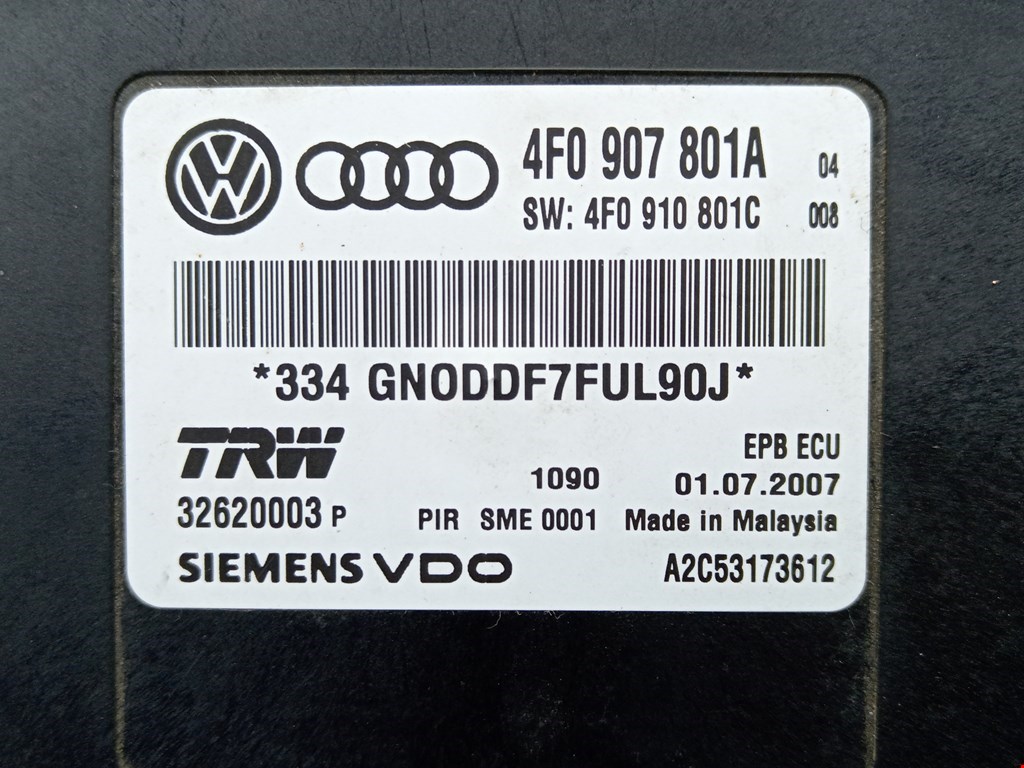 4F0 907 801A 04
SW: 4F0 910 801C 008
*334 GNODDF7FUL90J*
TRW EPB ECU
1090 01.07.2007
32620003 P PIR SME 0001 Made in Malaysia
SIEMENS VDO A2C53173612